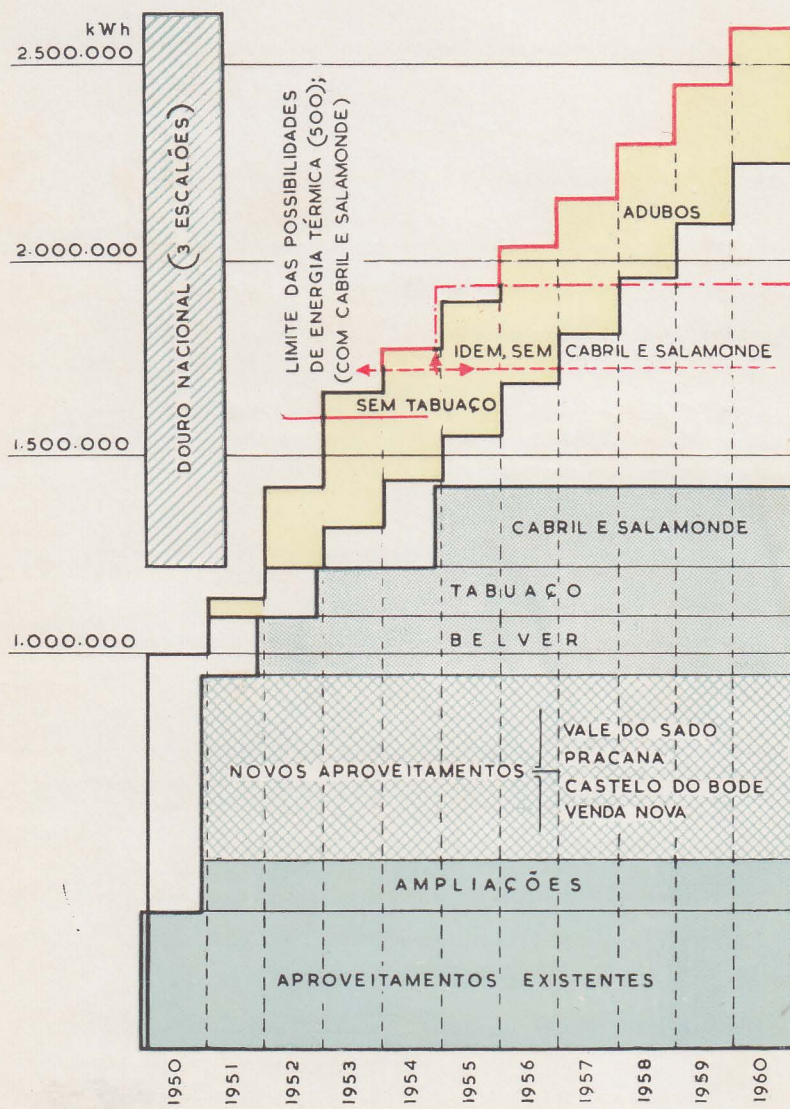 kWh
2.500.000
2.000.000
1.500.000
1.000.000
DOURO NACIONAL (3 ESCALÕES)
LIMITE DAS POSSIBILIDADES
DE ENERGIA TÉRMICA (500);
(COM CABRIL E SALAMONDE)
ADUBOS
IDEM, SEM CABRIL E SALAMONDE
SEM TABUAÇO
CABRIL E SALAMONDE
TABUAÇO
BELVER
NOVOS APROVEITAMENTOS
VALE DO SADO
PRACANA
CASTELO DO BODE
VENDA NOVA
AMPLIAÇÕES
APROVEITAMENTOS EXISTENTES
1950
1951
1952
1953
1954
1955
1956
1957
1958
1959
1960